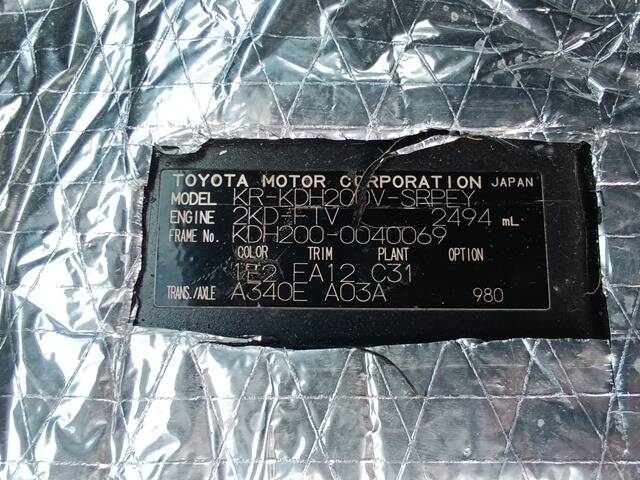 TOYOTA MOTOR CORPORATION JAPAN
MODEL KR-KDH200V-SRPEY
ENGINE 2KD-FTV 2494 mL
FRAME No. KDH200-0040069
COLOR TRIM PLANT OPTION
1E2 FA12 C31
TRANS./AXLE A340E A03A 980